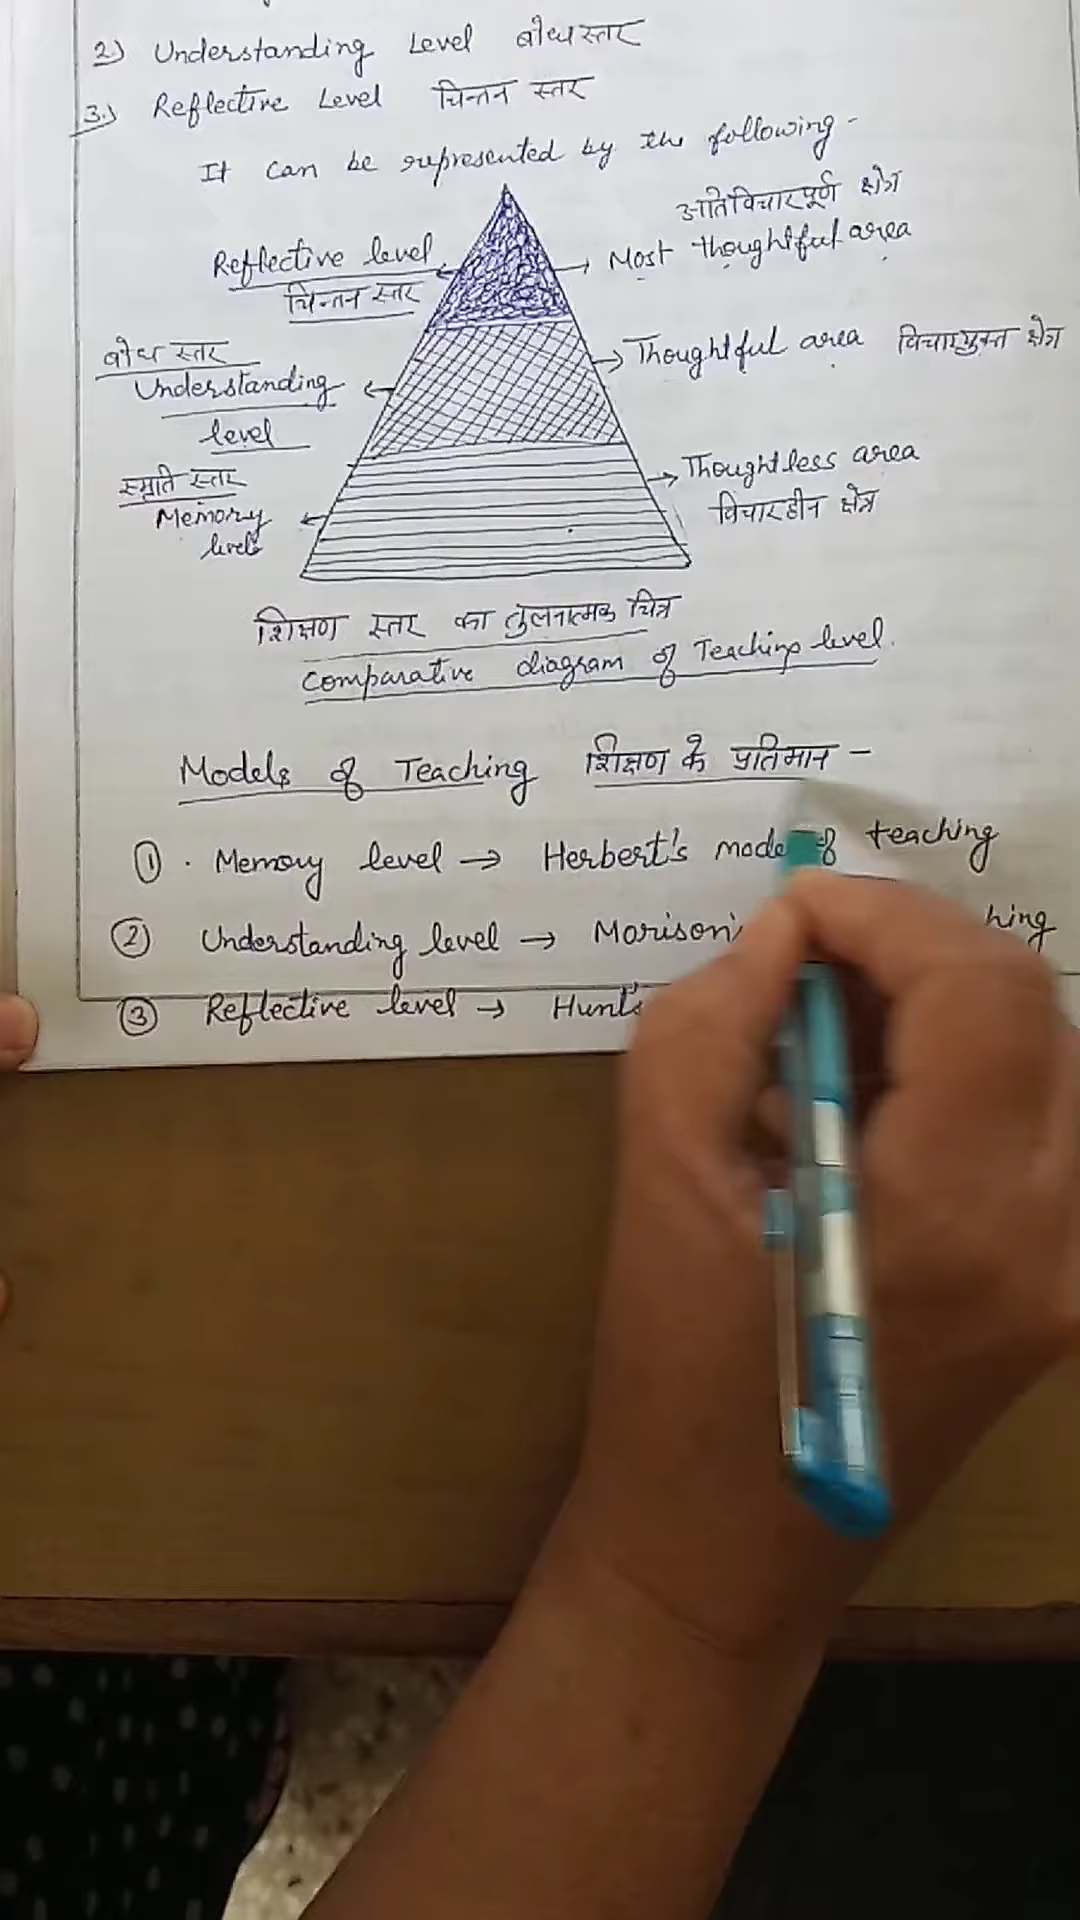 2.) Understanding Level बोध स्तर
3.) Reflective Level चिन्तन स्तर
It can be represented by the following -
अतिविचारपूर्ण क्षेत्र
Reflective level
Most thoughtful area
चिन्तन स्तर
बोध स्तर
Thoughtful area विचारयुक्त क्षेत्र
Understanding
level
स्मृति स्तर
Thoughtless area
Memory
विचारहीन क्षेत्र
level
शिक्षण स्तर का तुलनात्मक चित्र
Comparative diagram of Teaching level.
Models of Teaching शिक्षण के प्रतिमान -
① . Memory level → Herbert's mode of teaching
② Understanding level → Morison's hing
③ Reflective level → Hunt's